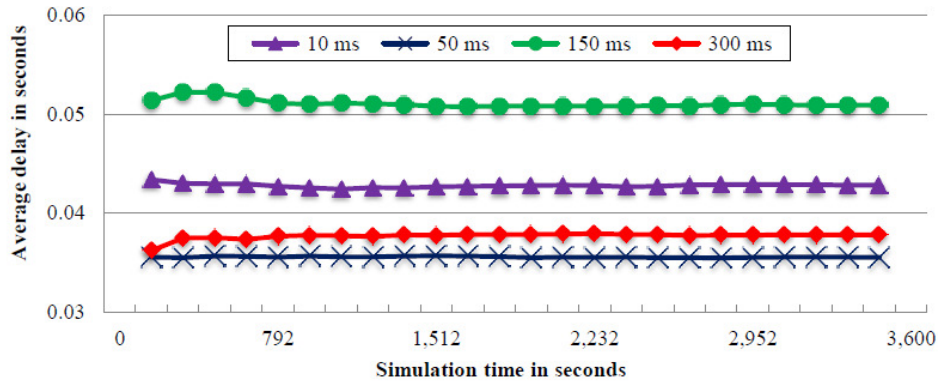 0.06
10 ms 50 ms 150 ms 300 ms
0.05
0.04
0.03
Average delay in seconds
0 792 1,512 2,232 2,952 3,600
Simulation time in seconds